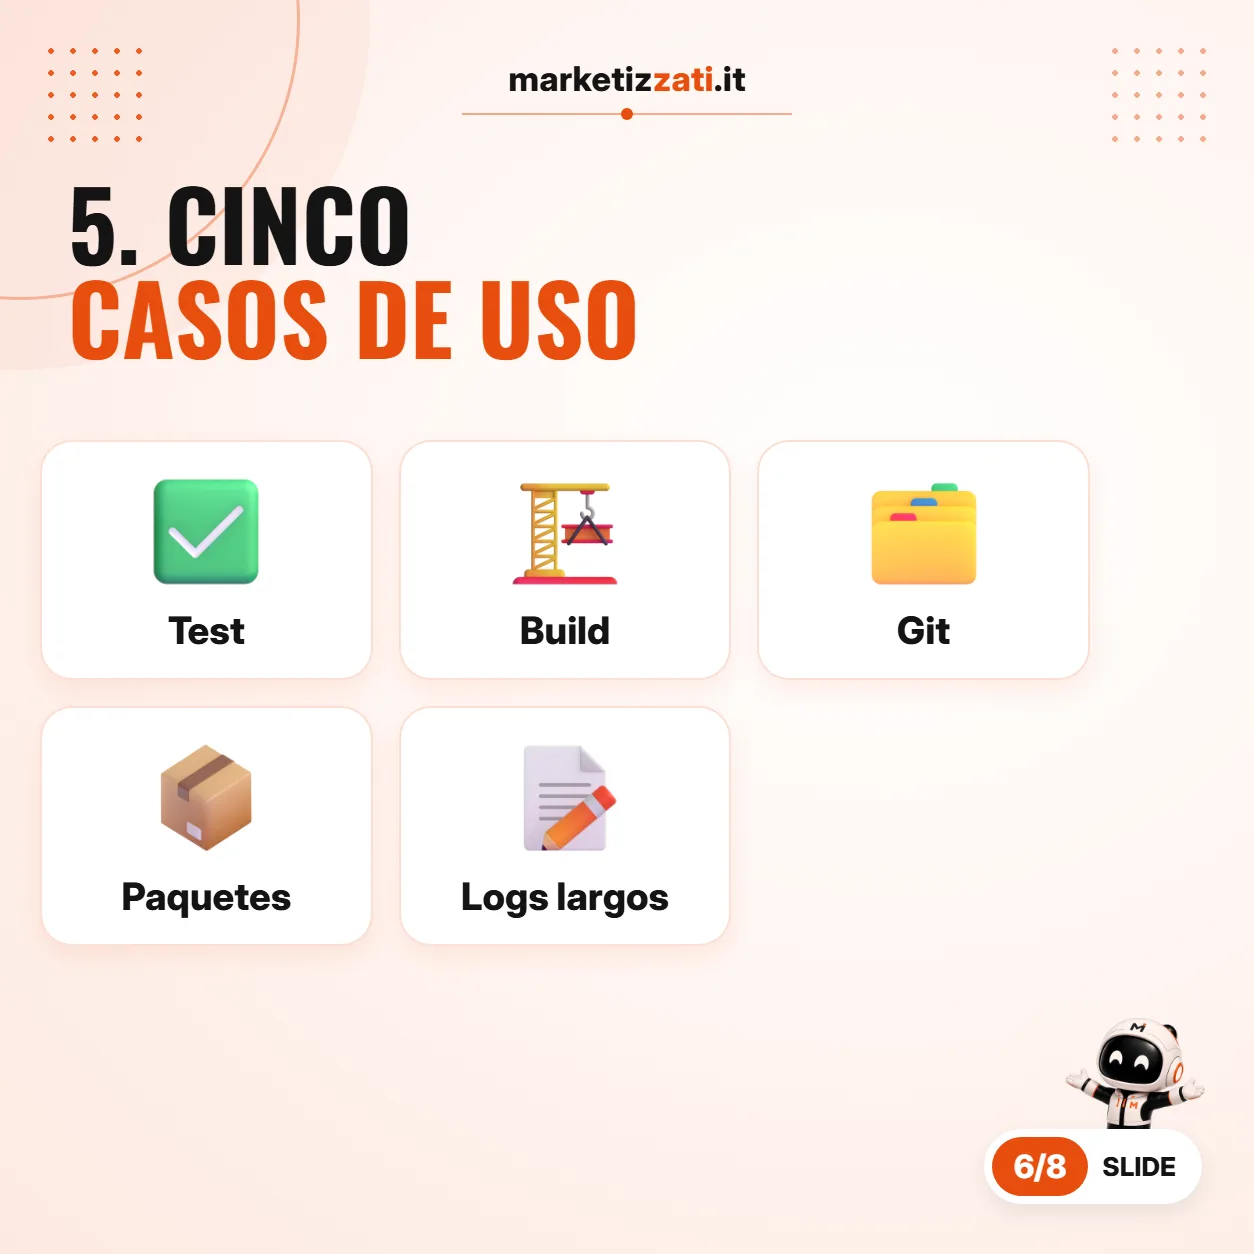 marketizzati.it
5. CINCO
CASOS DE USO
Test
Build
Git
Paquetes
Logs largos
M
M
6/8 SLIDE